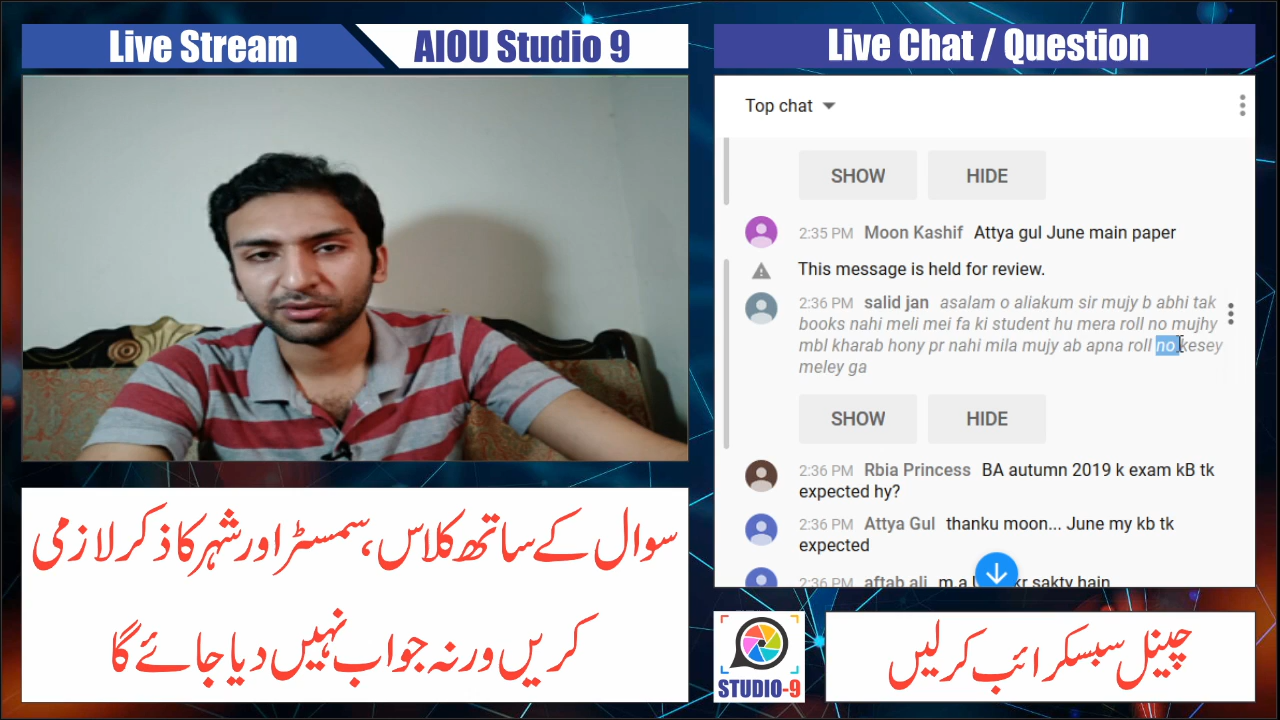 Live Stream
AIOU Studio 9
Live Chat / Question
Top chat
SHOW HIDE
2:35 PM Moon Kashif Attya gul June main paper
This message is held for review.
2:36 PM salid jan asalam o aliakum sir mujy b abhi tak
books nahi meli mei fa ki student hu mera roll no mujhy
mbl kharab hony pr nahi mila mujy ab apna roll no kesey
meley ga
SHOW HIDE
2:36 PM Rbia Princess BA autumn 2019 k exam kB tk
expected hy?
2:36 PM Attya Gul thanku moon... June my kb tk
expected
2:36 PM aftab ali m.a kr sakty hain
سوال کے ساتھ کلاس، سمسٹر اور شہر کا ذکر لازمی
کریں ورنہ جواب نہیں دیا جائے گا
STUDIO-9
چینل سبسکرائب کر لیں